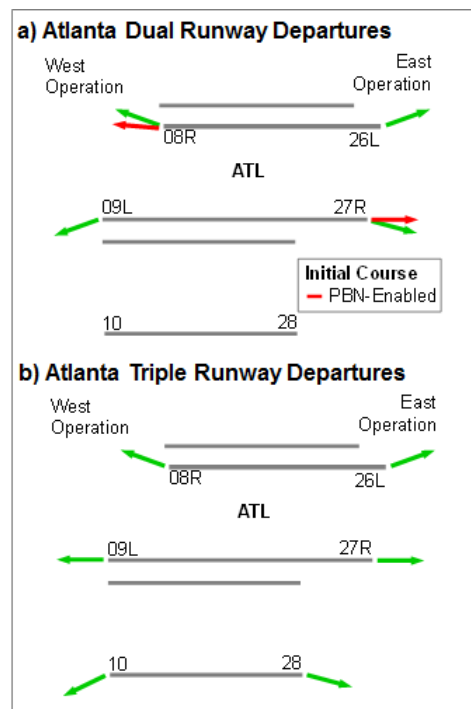 a) Atlanta Dual Runway Departures
West
Operation
East
Operation
08R
26L
ATL
09L
27R
Initial Course
PBN-Enabled
10
28
b) Atlanta Triple Runway Departures
West
Operation
East
Operation
08R
26L
ATL
09L
27R
10
28